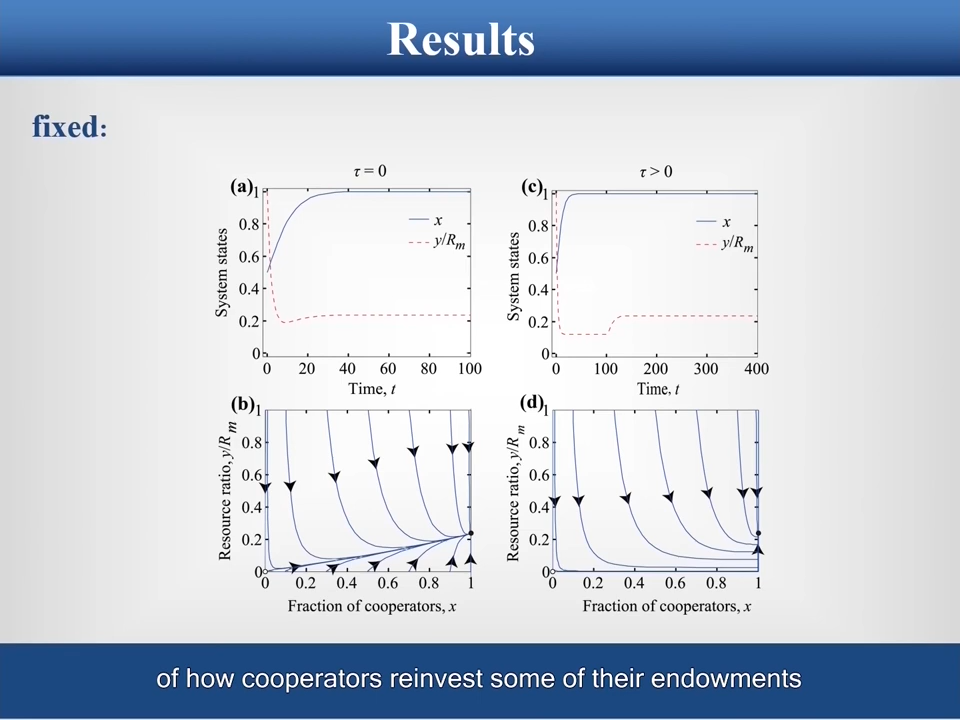 Results
fixed:
τ = 0
(a)
1
0.8
0.6
0.4
0.2
0
System states
x
y/Rm
0 20 40 60 80 100
Time, t
τ > 0
(c)
1
0.8
0.6
0.4
0.2
0
System states
x
y/Rm
0 100 200 300 400
Time, t
(b)
1
0.8
0.6
0.4
0.2
0
Resource ratio, y/Rm
0 0.2 0.4 0.6 0.8 1
Fraction of cooperators, x
(d)
1
0.8
0.6
0.4
0.2
0
Resource ratio, y/Rm
0 0.2 0.4 0.6 0.8 1
Fraction of cooperators, x
of how cooperators reinvest some of their endowments